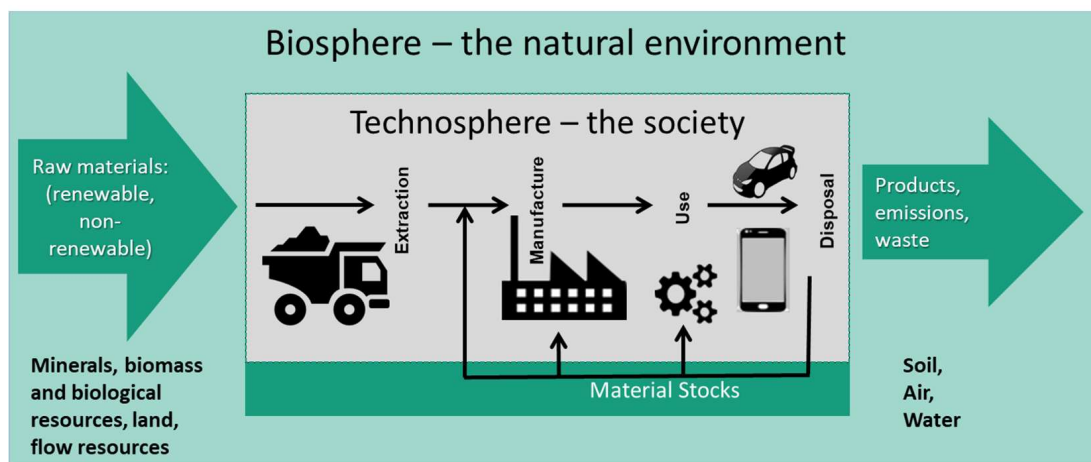 Biosphere – the natural environment
Technosphere – the society
Raw materials:
(renewable,
non-
renewable)
Extraction
Manufacture
Use
Disposal
Products,
emissions,
waste
Material Stocks
Minerals, biomass
and biological
resources, land,
flow resources
Soil,
Air,
Water